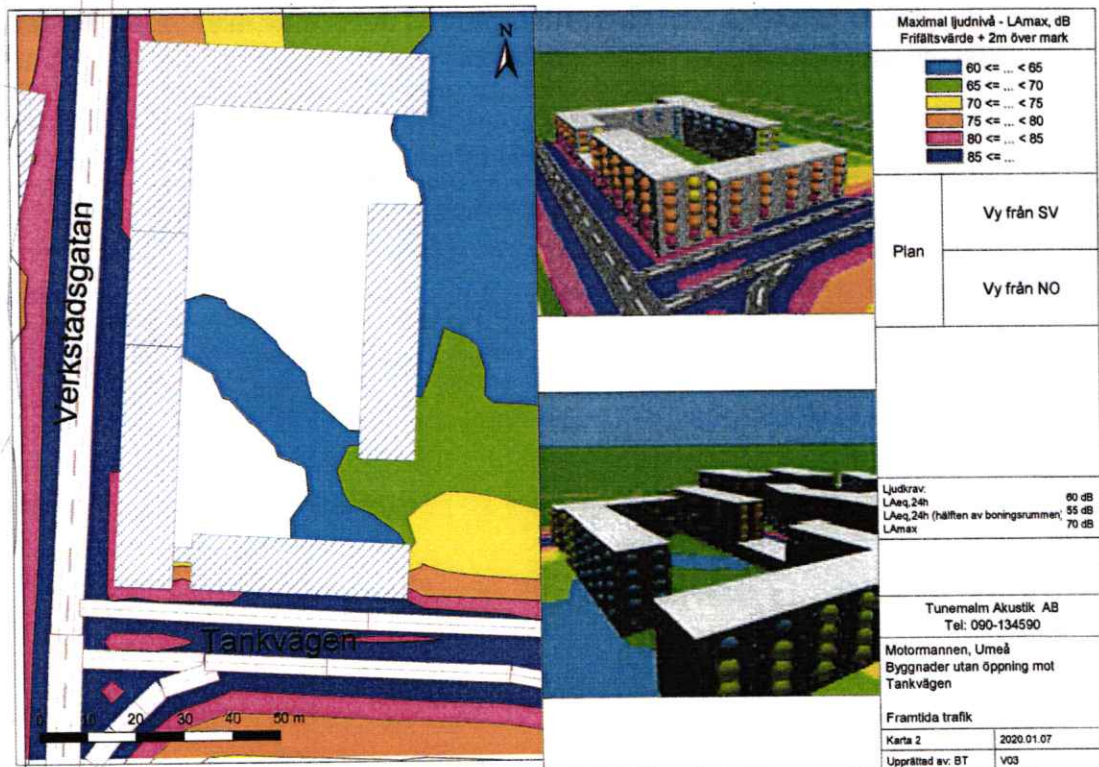 Verkstadsgatan
Tankvägen
N
0 10 20 30 40 50 m
Maximal ljudnivå - LAmax, dB
Frifältsvärde + 2m över mark
60 <= ... < 65
65 <= ... < 70
70 <= ... < 75
75 <= ... < 80
80 <= ... < 85
85 <= ...
Plan
Vy från SV
Vy från NO
Ljudkrav:
LAeq,24h 60 dB
LAeq,24h (hälften av boningsrummen; 55 dB
LAmax 70 dB
Tunemalm Akustik AB
Tel: 090-134590
Motormannen, Umeå
Byggnader utan öppning mot
Tankvägen
Framtida trafik
Karta 2 2020.01.07
Upprättad av: BT V03